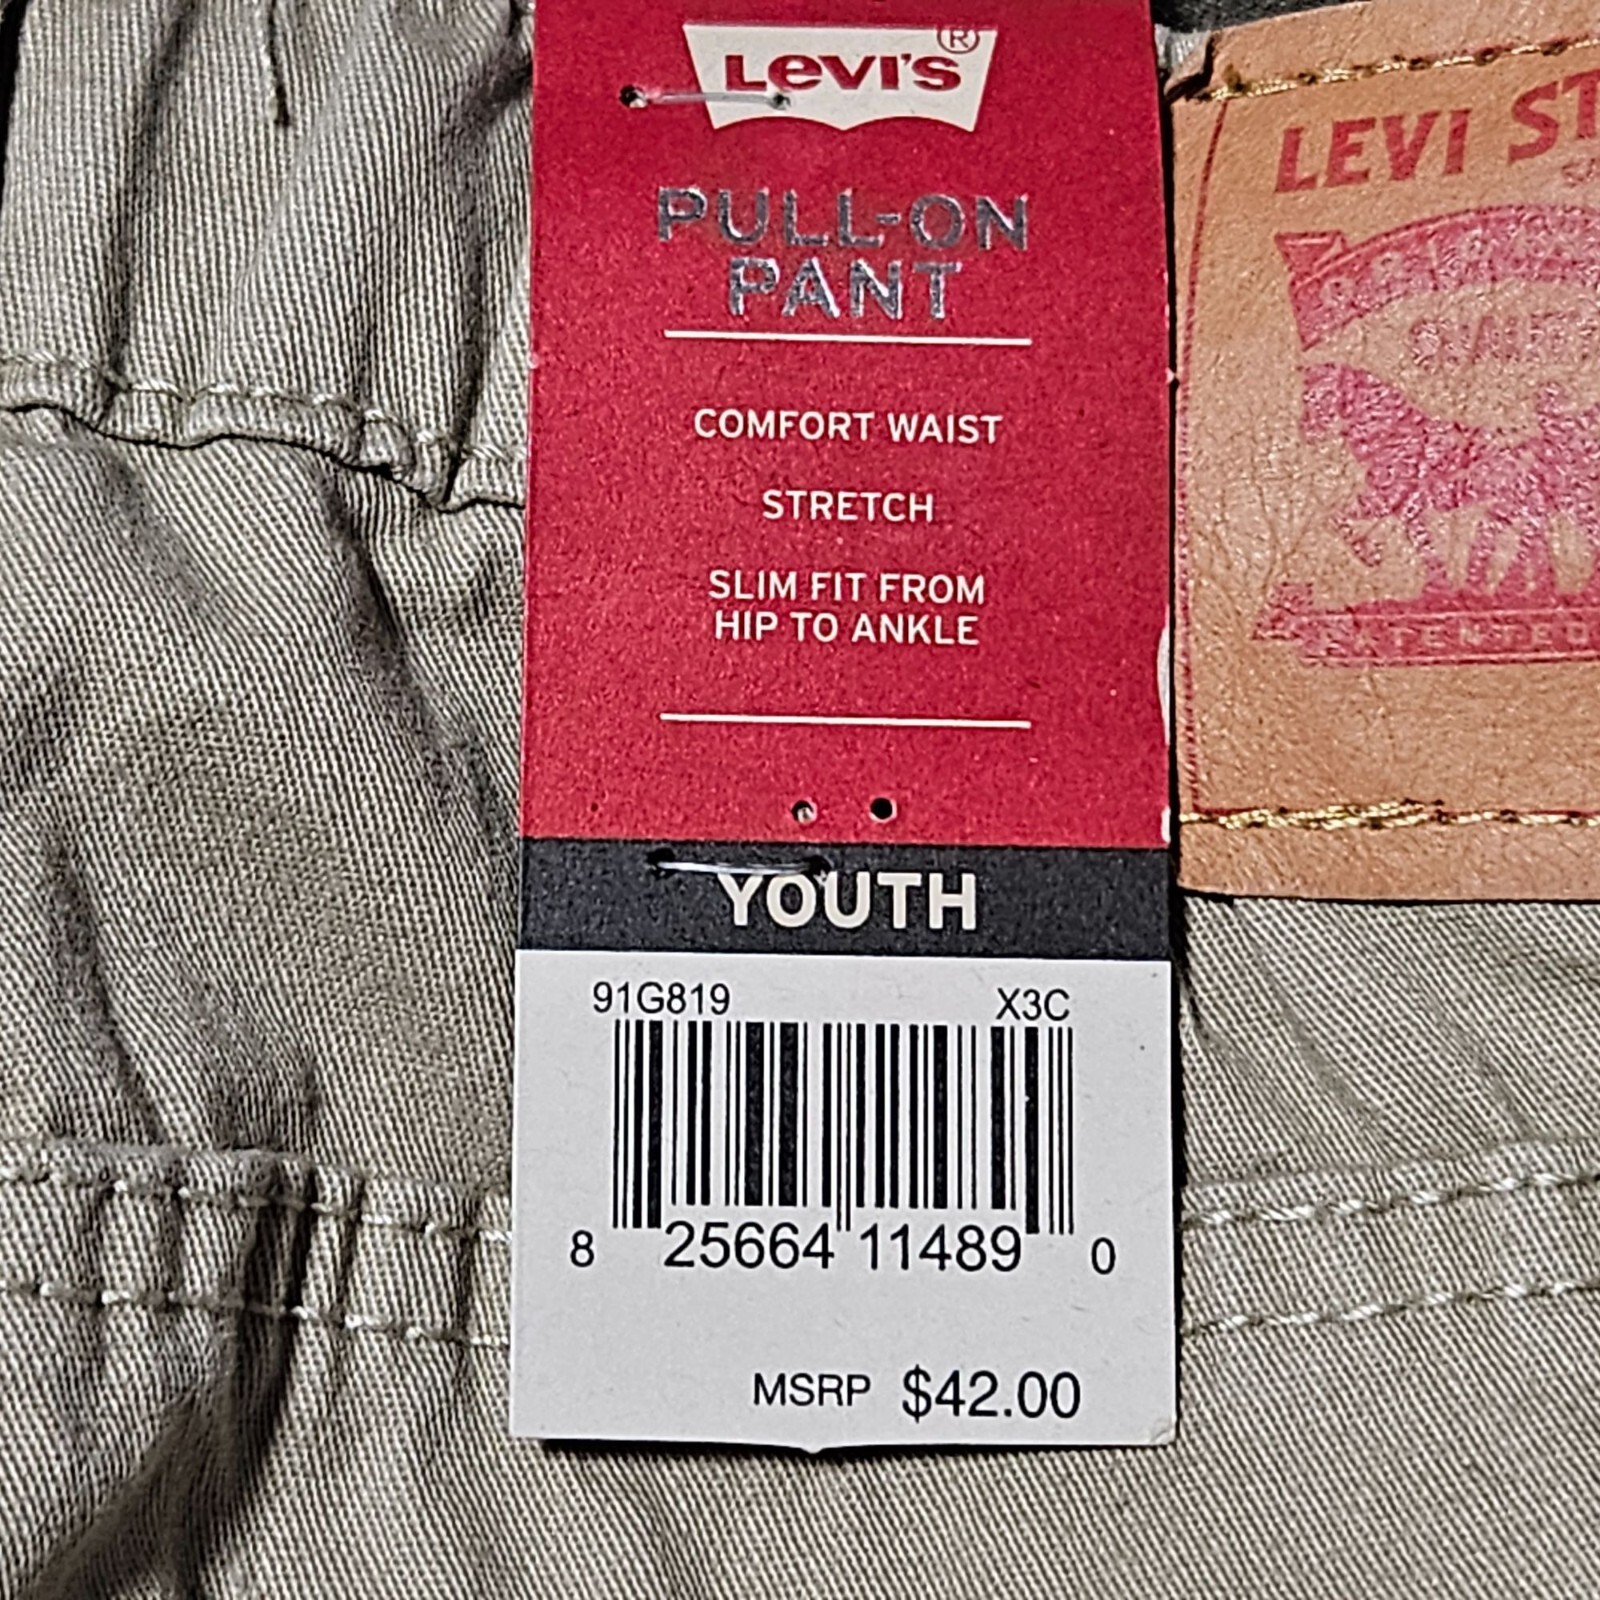 LEVI'S®
PULL-ON
PANT
COMFORT WAIST
STRETCH
SLIM FIT FROM
HIP TO ANKLE
YOUTH
91G819 X3C
8 25664 11489 0
MSRP $42.00
LEVI ST